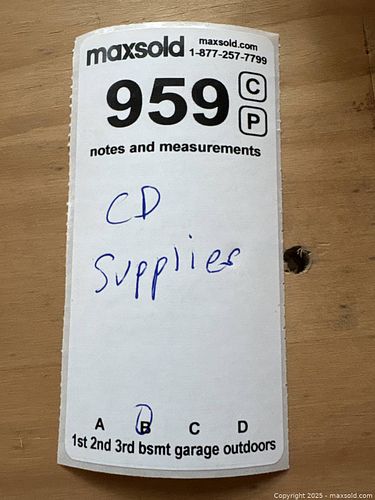 maxsold maxsold.com
1-877-257-7799
959 C
P
notes and measurements
CD
Supplies
A B C D
1st 2nd 3rd bsmt garage outdoors
Copyright 2025 - maxsold.com